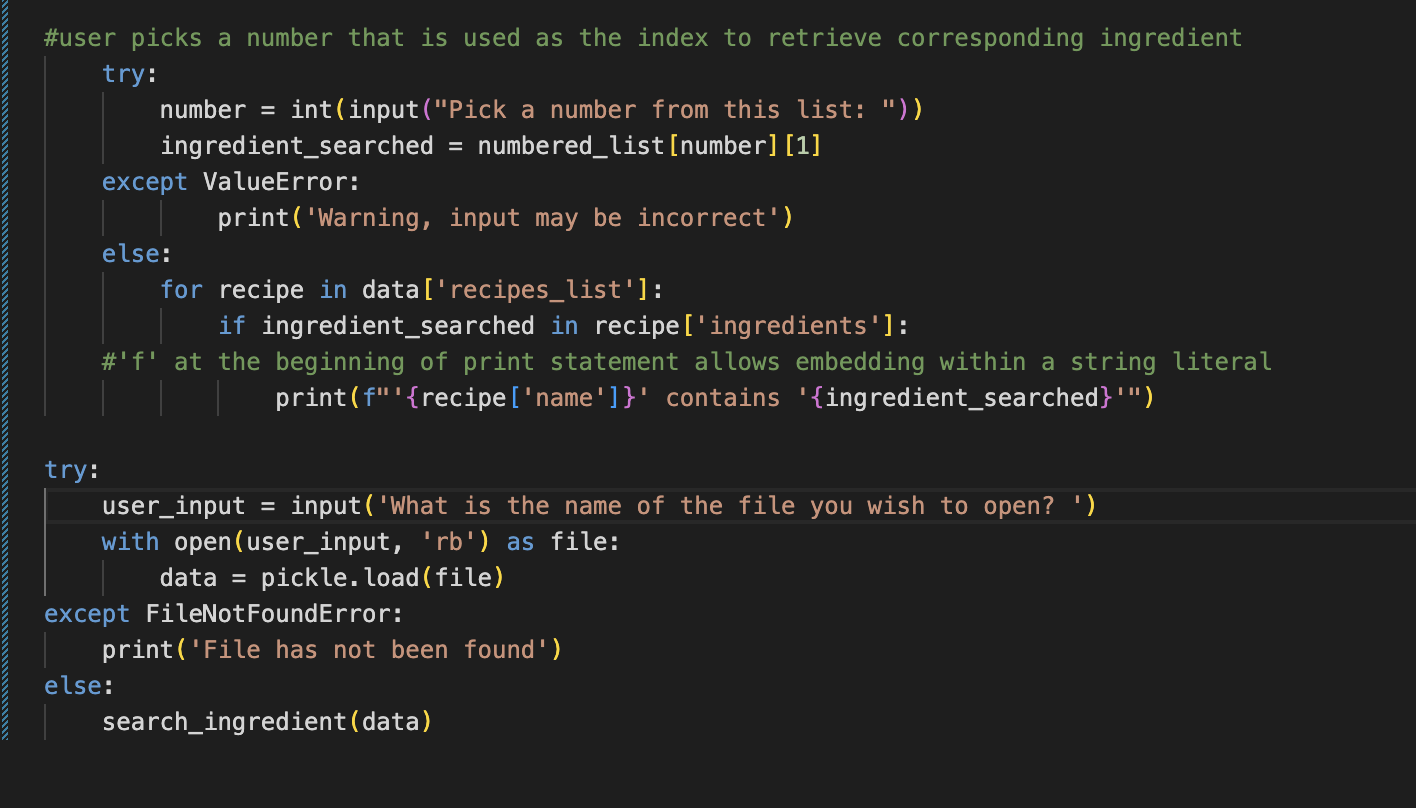 #user picks a number that is used as the index to retrieve corresponding ingredient
    try:
        number = int(input("Pick a number from this list: "))
        ingredient_searched = numbered_list[number][1]
    except ValueError:
            print('Warning, input may be incorrect')
    else:
        for recipe in data['recipes_list']:
            if ingredient_searched in recipe['ingredients']:
    #'f' at the beginning of print statement allows embedding within a string literal
                print(f"'{recipe['name']}' contains '{ingredient_searched}'")

try:
    user_input = input('What is the name of the file you wish to open? ')
    with open(user_input, 'rb') as file:
        data = pickle.load(file)
except FileNotFoundError:
    print('File has not been found')
else:
    search_ingredient(data)